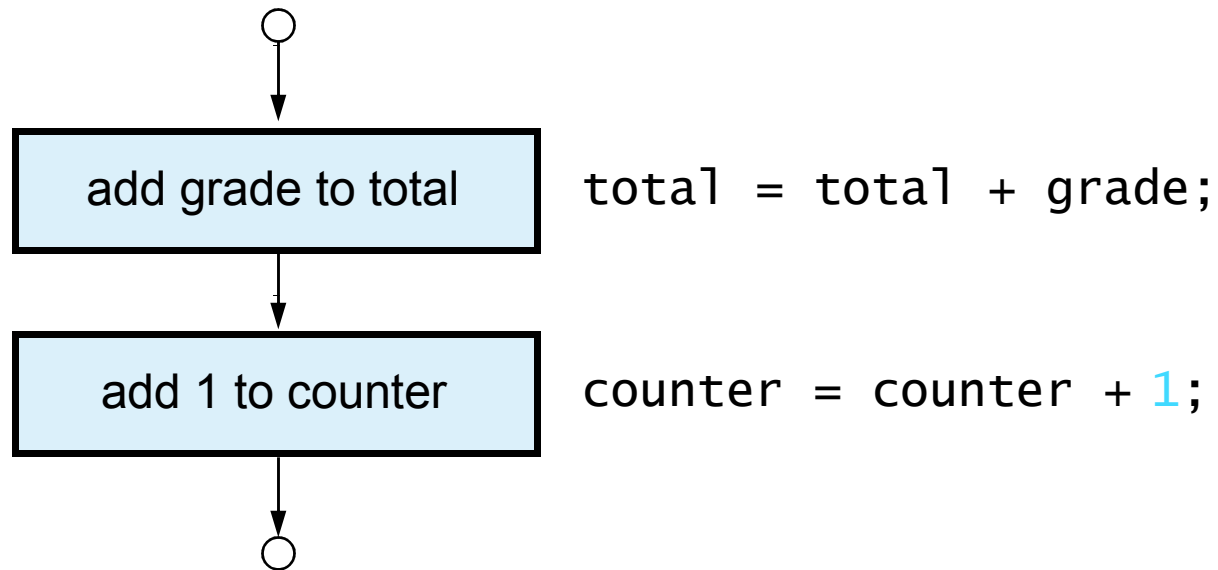 add grade to total
total = total + grade;
add 1 to counter
counter = counter + 1;